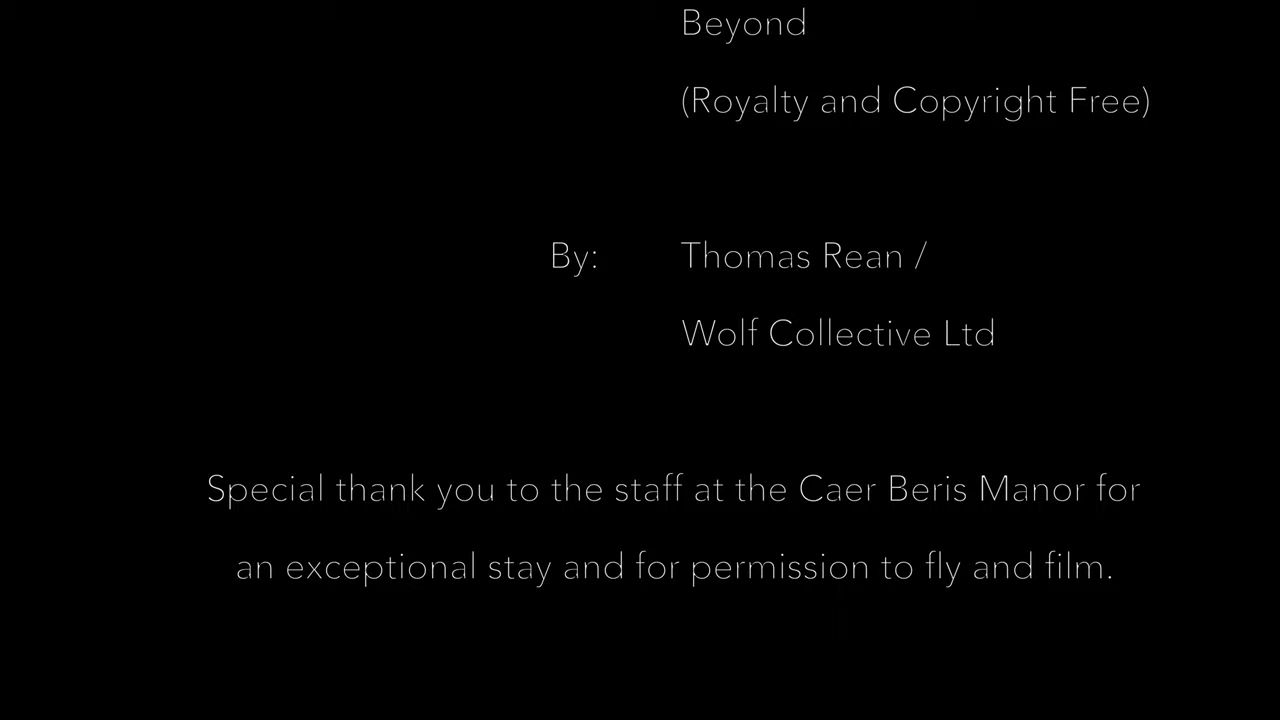 Beyond
(Royalty and Copyright Free)
By: Thomas Rean /
Wolf Collective Ltd
Special thank you to the staff at the Caer Beris Manor for
an exceptional stay and for permission to fly and film.